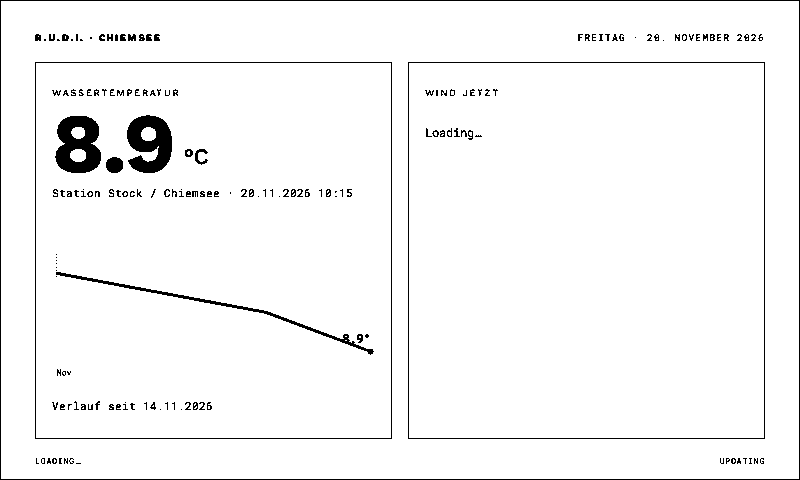 R.U.D.I. · CHIEMSEE
FREITAG · 20. NOVEMBER 2026
WASSERTEMPERATUR
8.9 °C
Station Stock / Chiemsee · 20.11.2026 10:15
8.9°
Nov
Verlauf seit 14.11.2026
WIND JETZT
Loading…
LOADING…
UPDATING